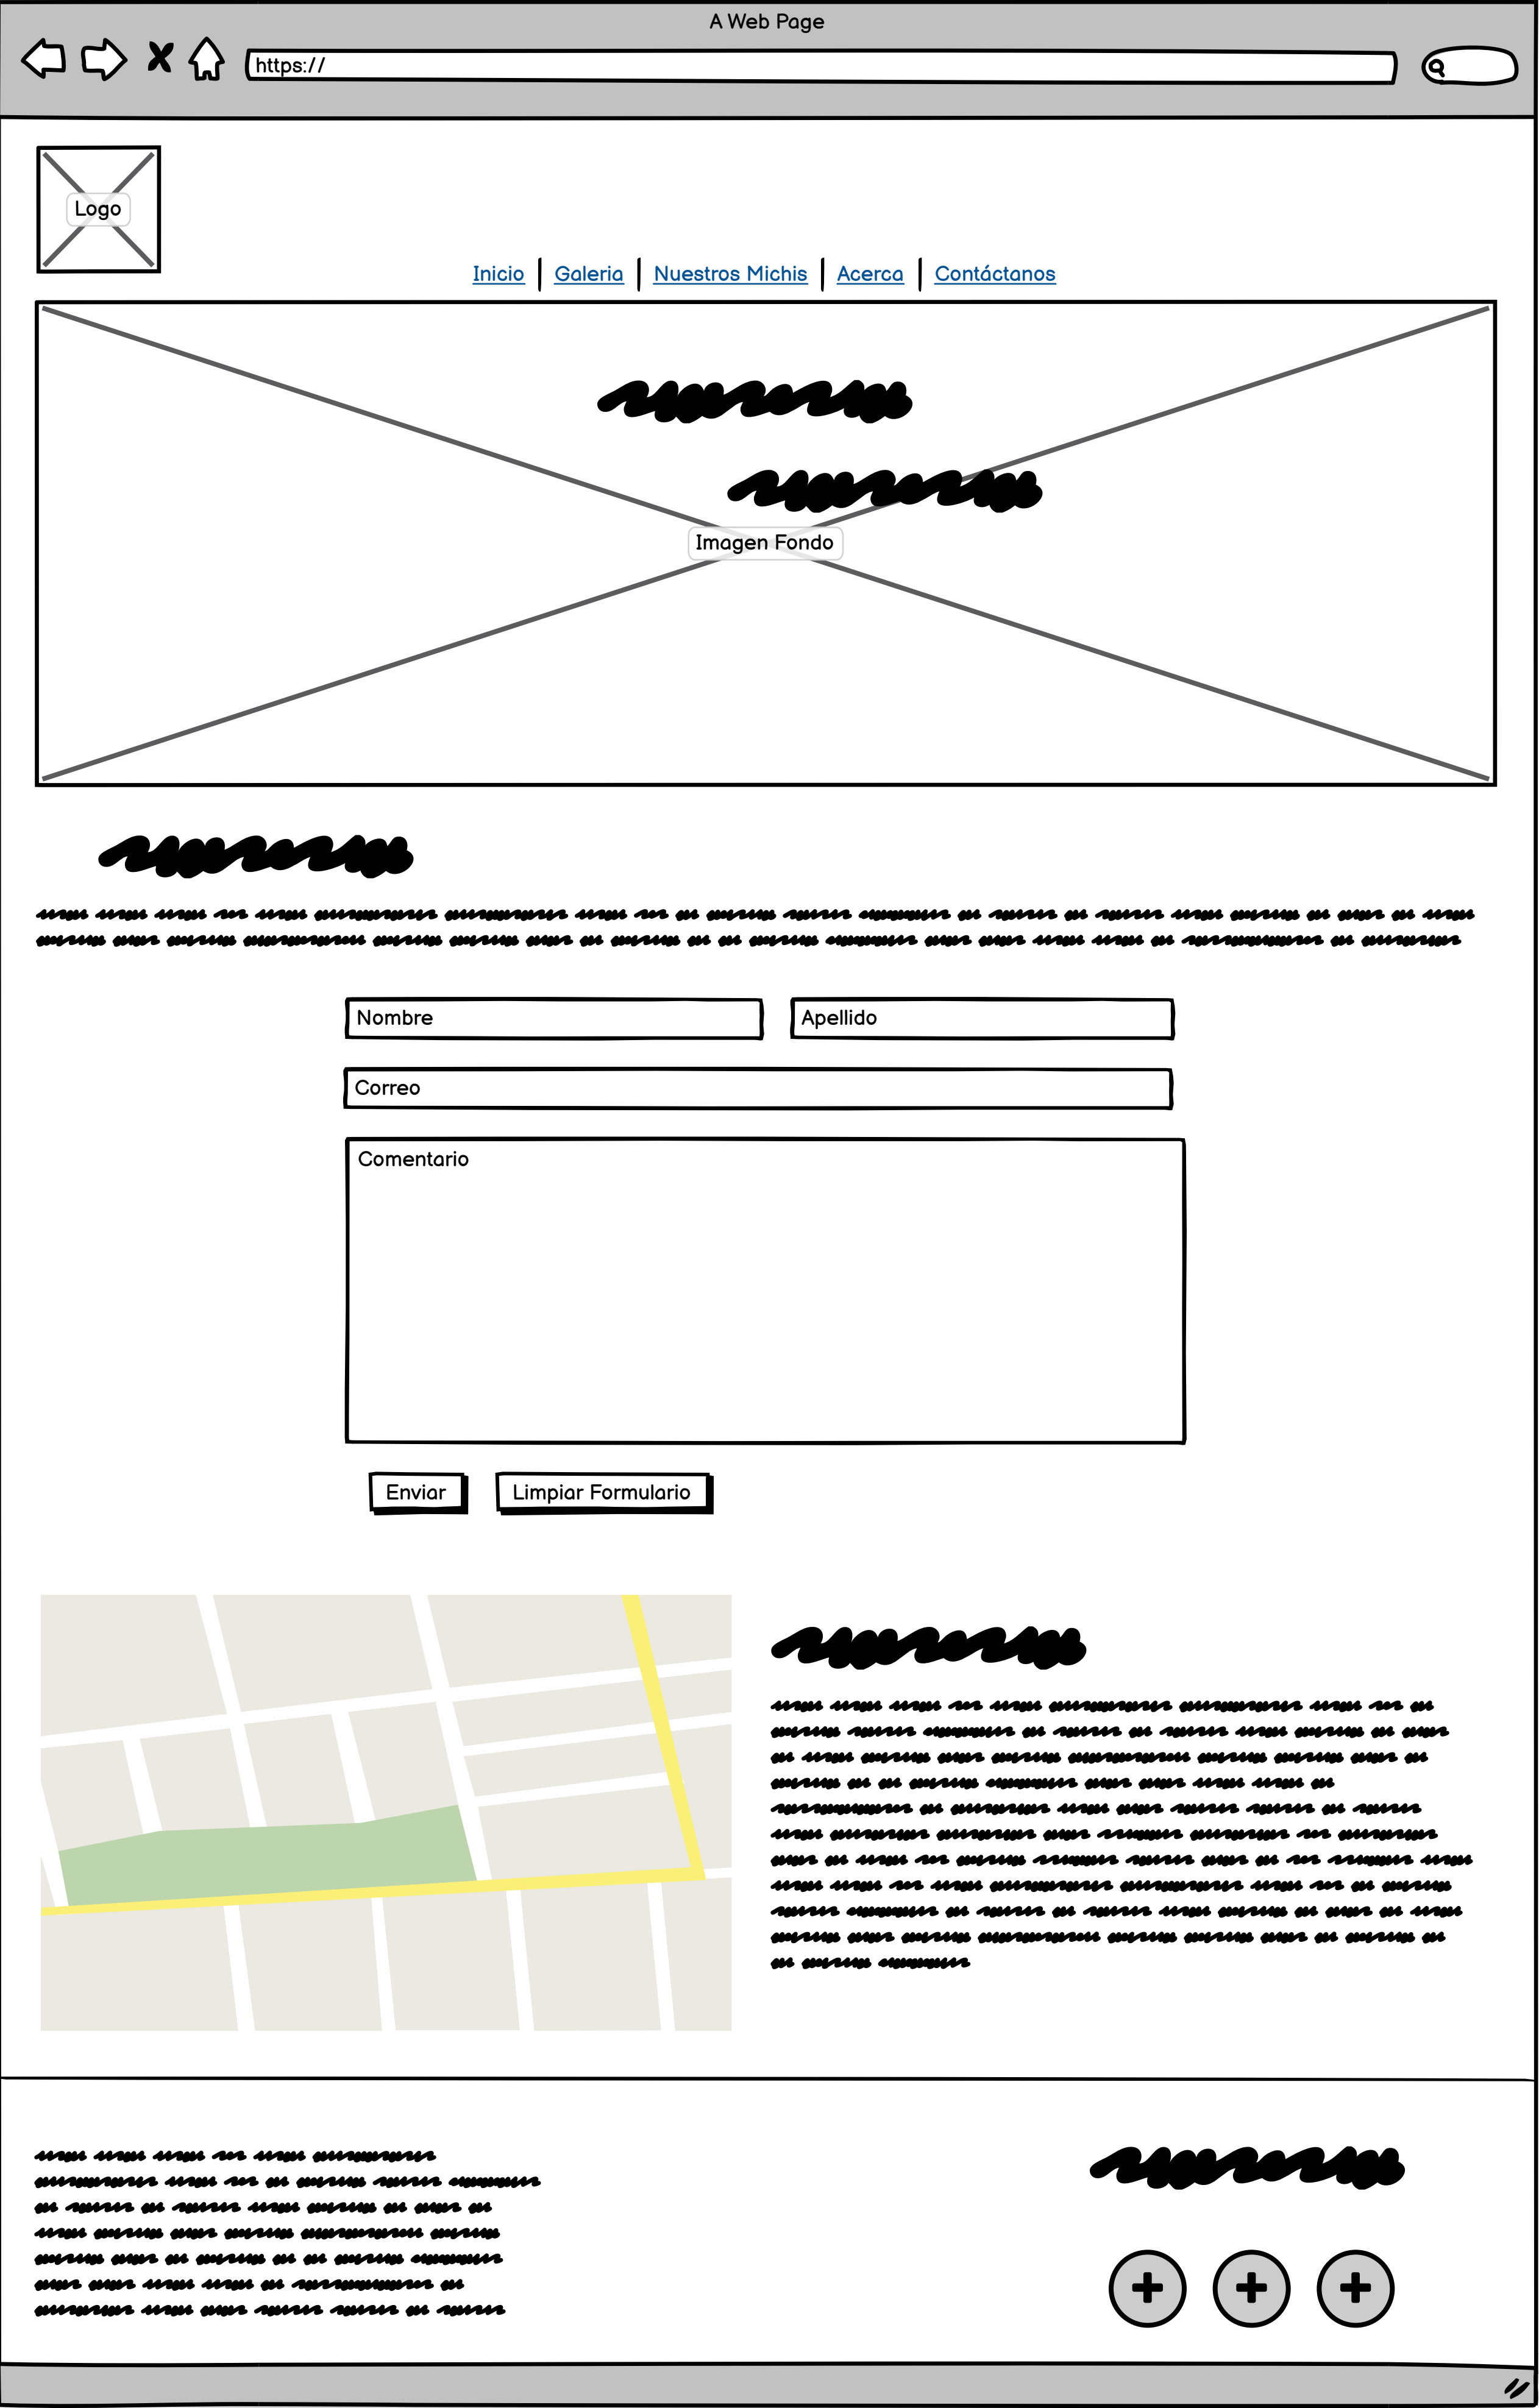 A Web Page
https://
Logo
Inicio Galeria Nuestros Michis Acerca Contáctanos
Imagen Fondo
Nombre Apellido
Correo
Comentario
Enviar Limpiar Formulario